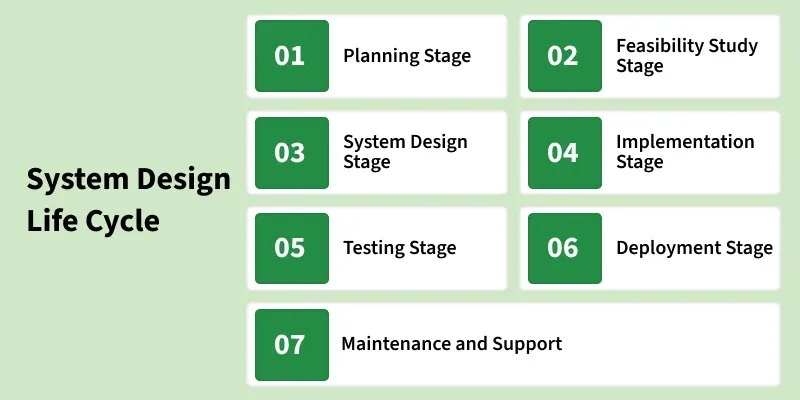 System Design
Life Cycle
01
Planning Stage
02
Feasibility Study
Stage
03
System Design
Stage
04
Implementation
Stage
05
Testing Stage
06
Deployment Stage
07
Maintenance and Support